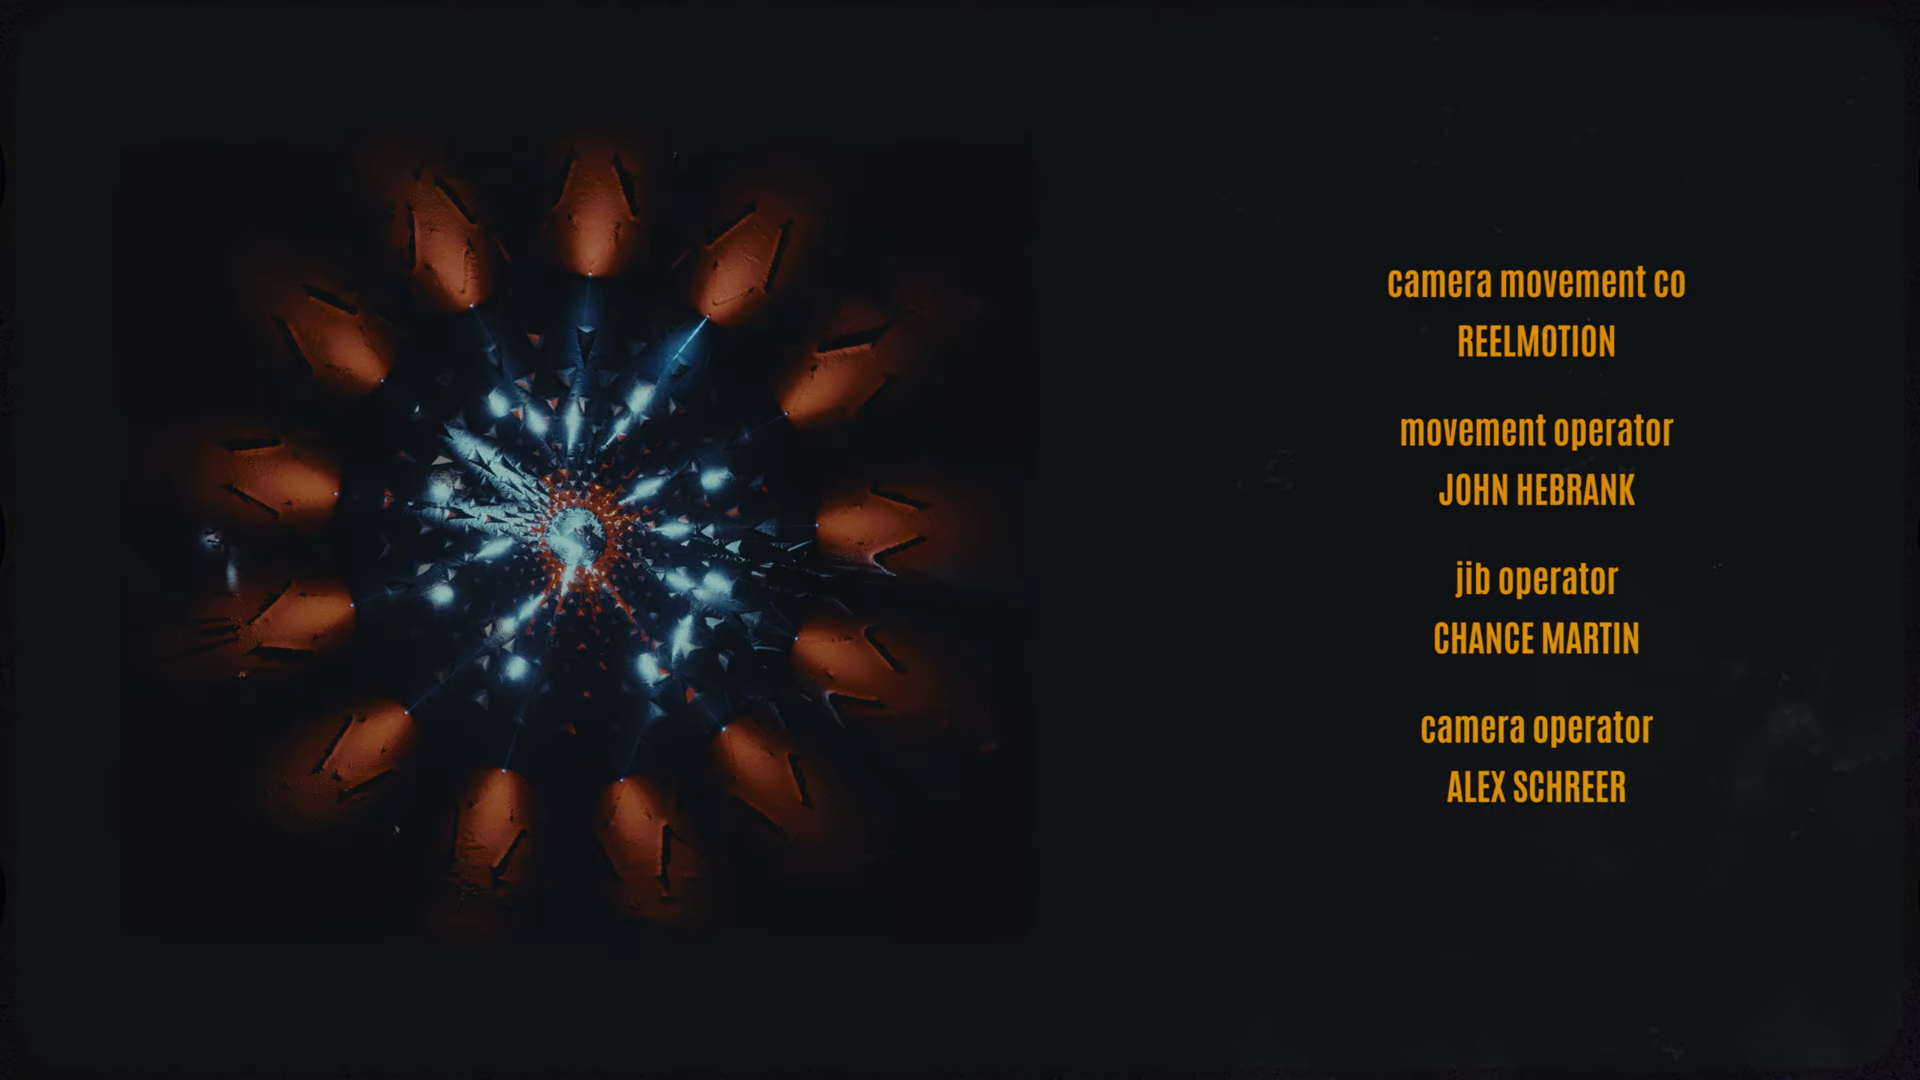 camera movement co
REELMOTION
movement operator
JOHN HEBRANK
jib operator
CHANCE MARTIN
camera operator
ALEX SCHREER